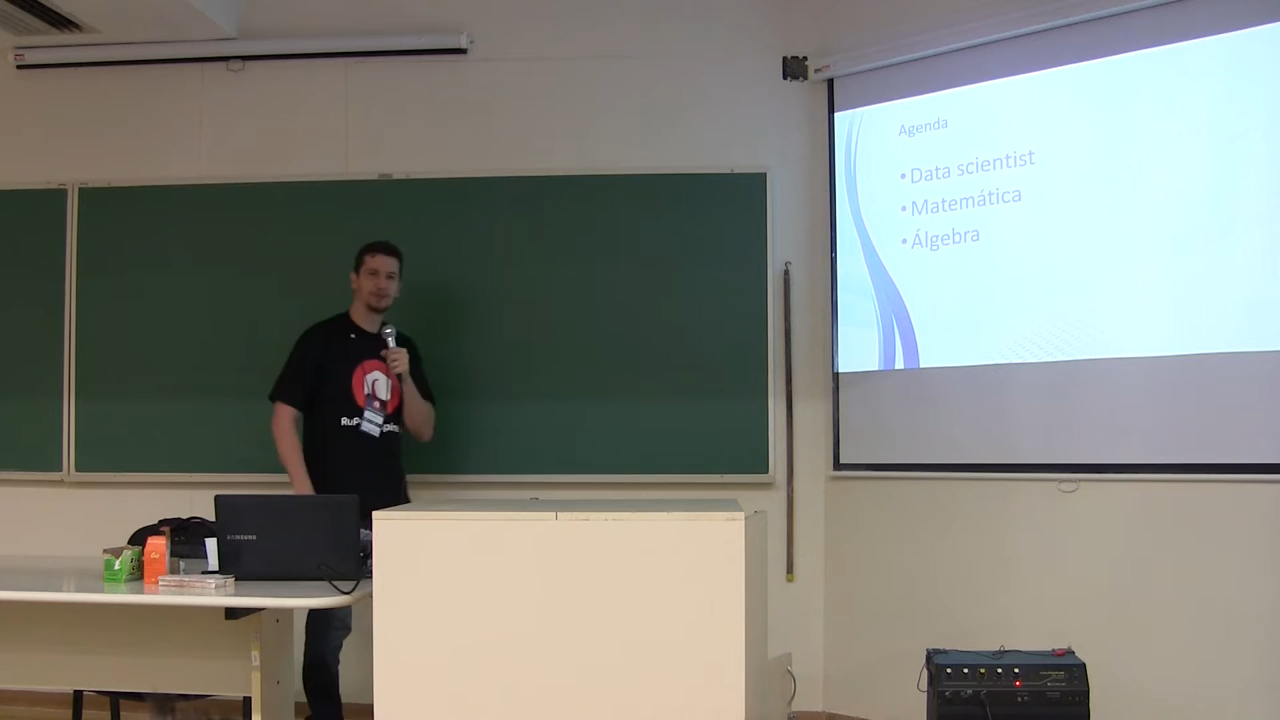 Agenda
• Data scientist
• Matemática
• Álgebra
SAMSUNG